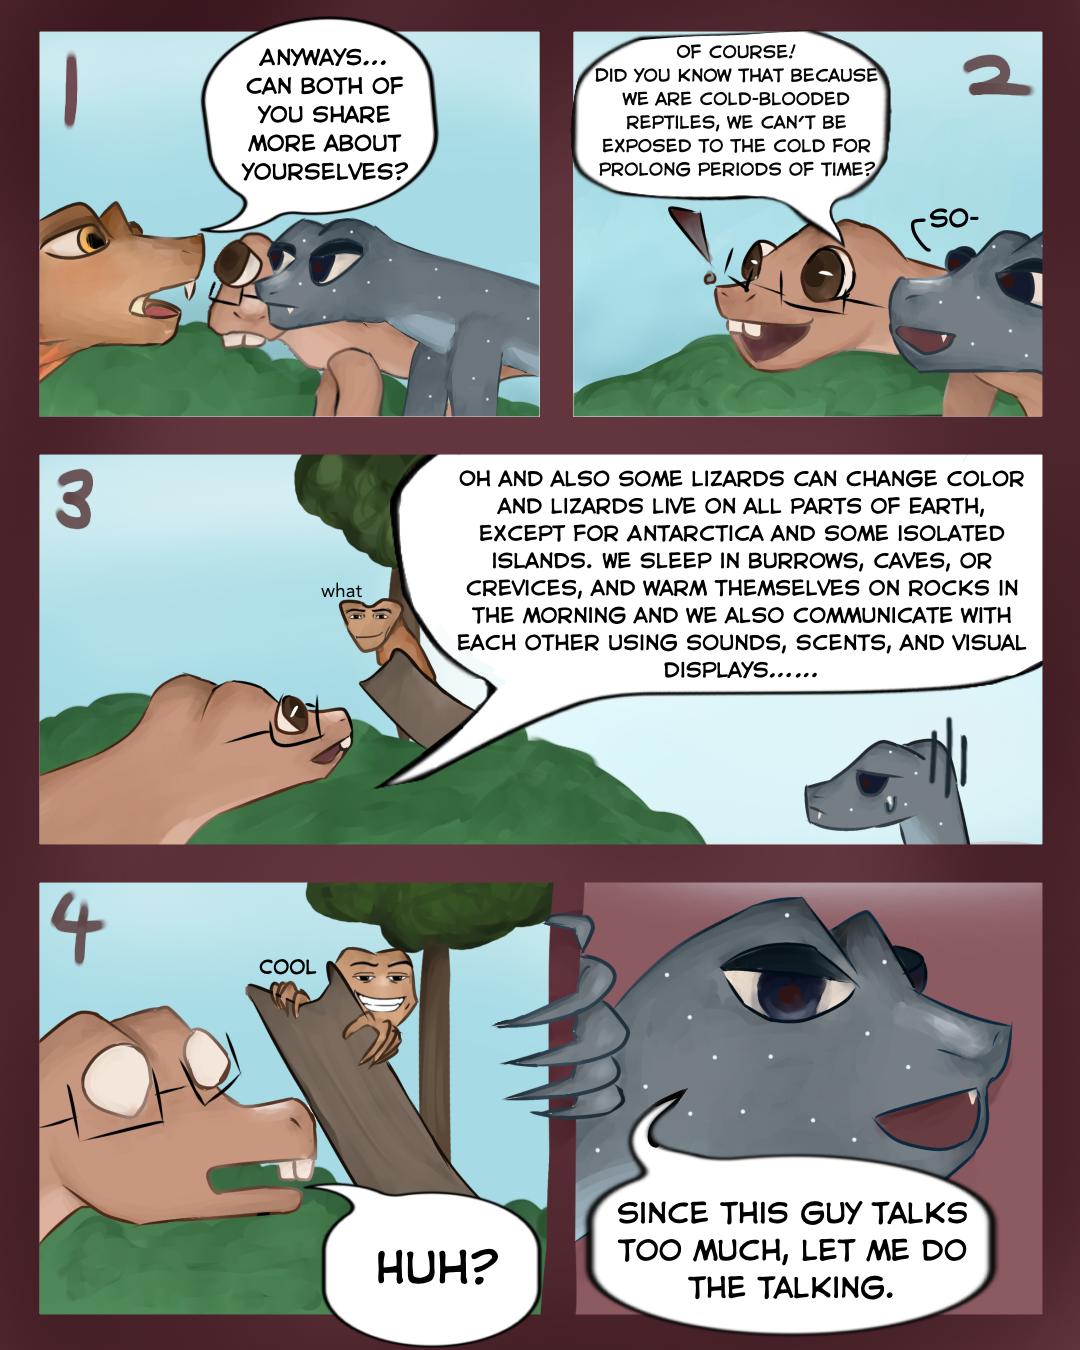 1
ANYWAYS...
CAN BOTH OF
YOU SHARE
MORE ABOUT
YOURSELVES?
2
OF COURSE!
DID YOU KNOW THAT BECAUSE
WE ARE COLD-BLOODED
REPTILES, WE CAN'T BE
EXPOSED TO THE COLD FOR
PROLONG PERIODS OF TIME?
SO-
3
what
OH AND ALSO SOME LIZARDS CAN CHANGE COLOR
AND LIZARDS LIVE ON ALL PARTS OF EARTH,
EXCEPT FOR ANTARCTICA AND SOME ISOLATED
ISLANDS. WE SLEEP IN BURROWS, CAVES, OR
CREVICES, AND WARM THEMSELVES ON ROCKS IN
THE MORNING AND WE ALSO COMMUNICATE WITH
EACH OTHER USING SOUNDS, SCENTS, AND VISUAL
DISPLAYS......
4
COOL
HUH?
SINCE THIS GUY TALKS
TOO MUCH, LET ME DO
THE TALKING.